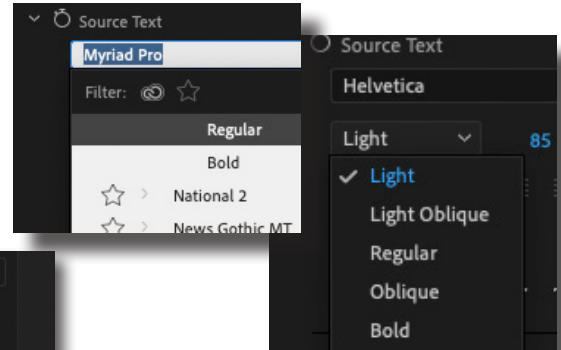 Source Text
Myriad Pro
Filter:
Regular
Bold
National 2
News Gothic MT
Source Text
Helvetica
Light
85
Light
Light Oblique
Regular
Oblique
Bold